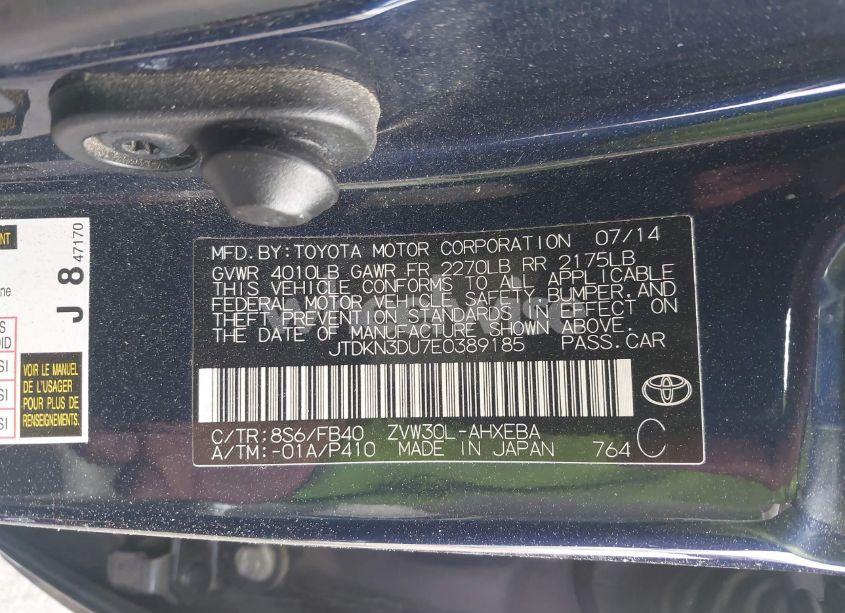 MFD. BY: TOYOTA MOTOR CORPORATION 07/14
GVWR 4010LB GAWR FR 2270LB RR 2175LB
THIS VEHICLE CONFORMS TO ALL APPLICABLE
FEDERAL MOTOR VEHICLE SAFETY, BUMPER, AND
THEFT PREVENTION STANDARDS IN EFFECT ON
THE DATE OF MANUFACTURE SHOWN ABOVE.
JTDKN3DU7E0389185 PASS. CAR
C/TR: 8S6/FB40 ZVW30L-AHXEBA
A/TM: -01A/P410 MADE IN JAPAN 764 C
J 8 47170
VOIR LE MANUEL
DE L'USAGER
POUR PLUS DE
RENSEIGNEMENTS